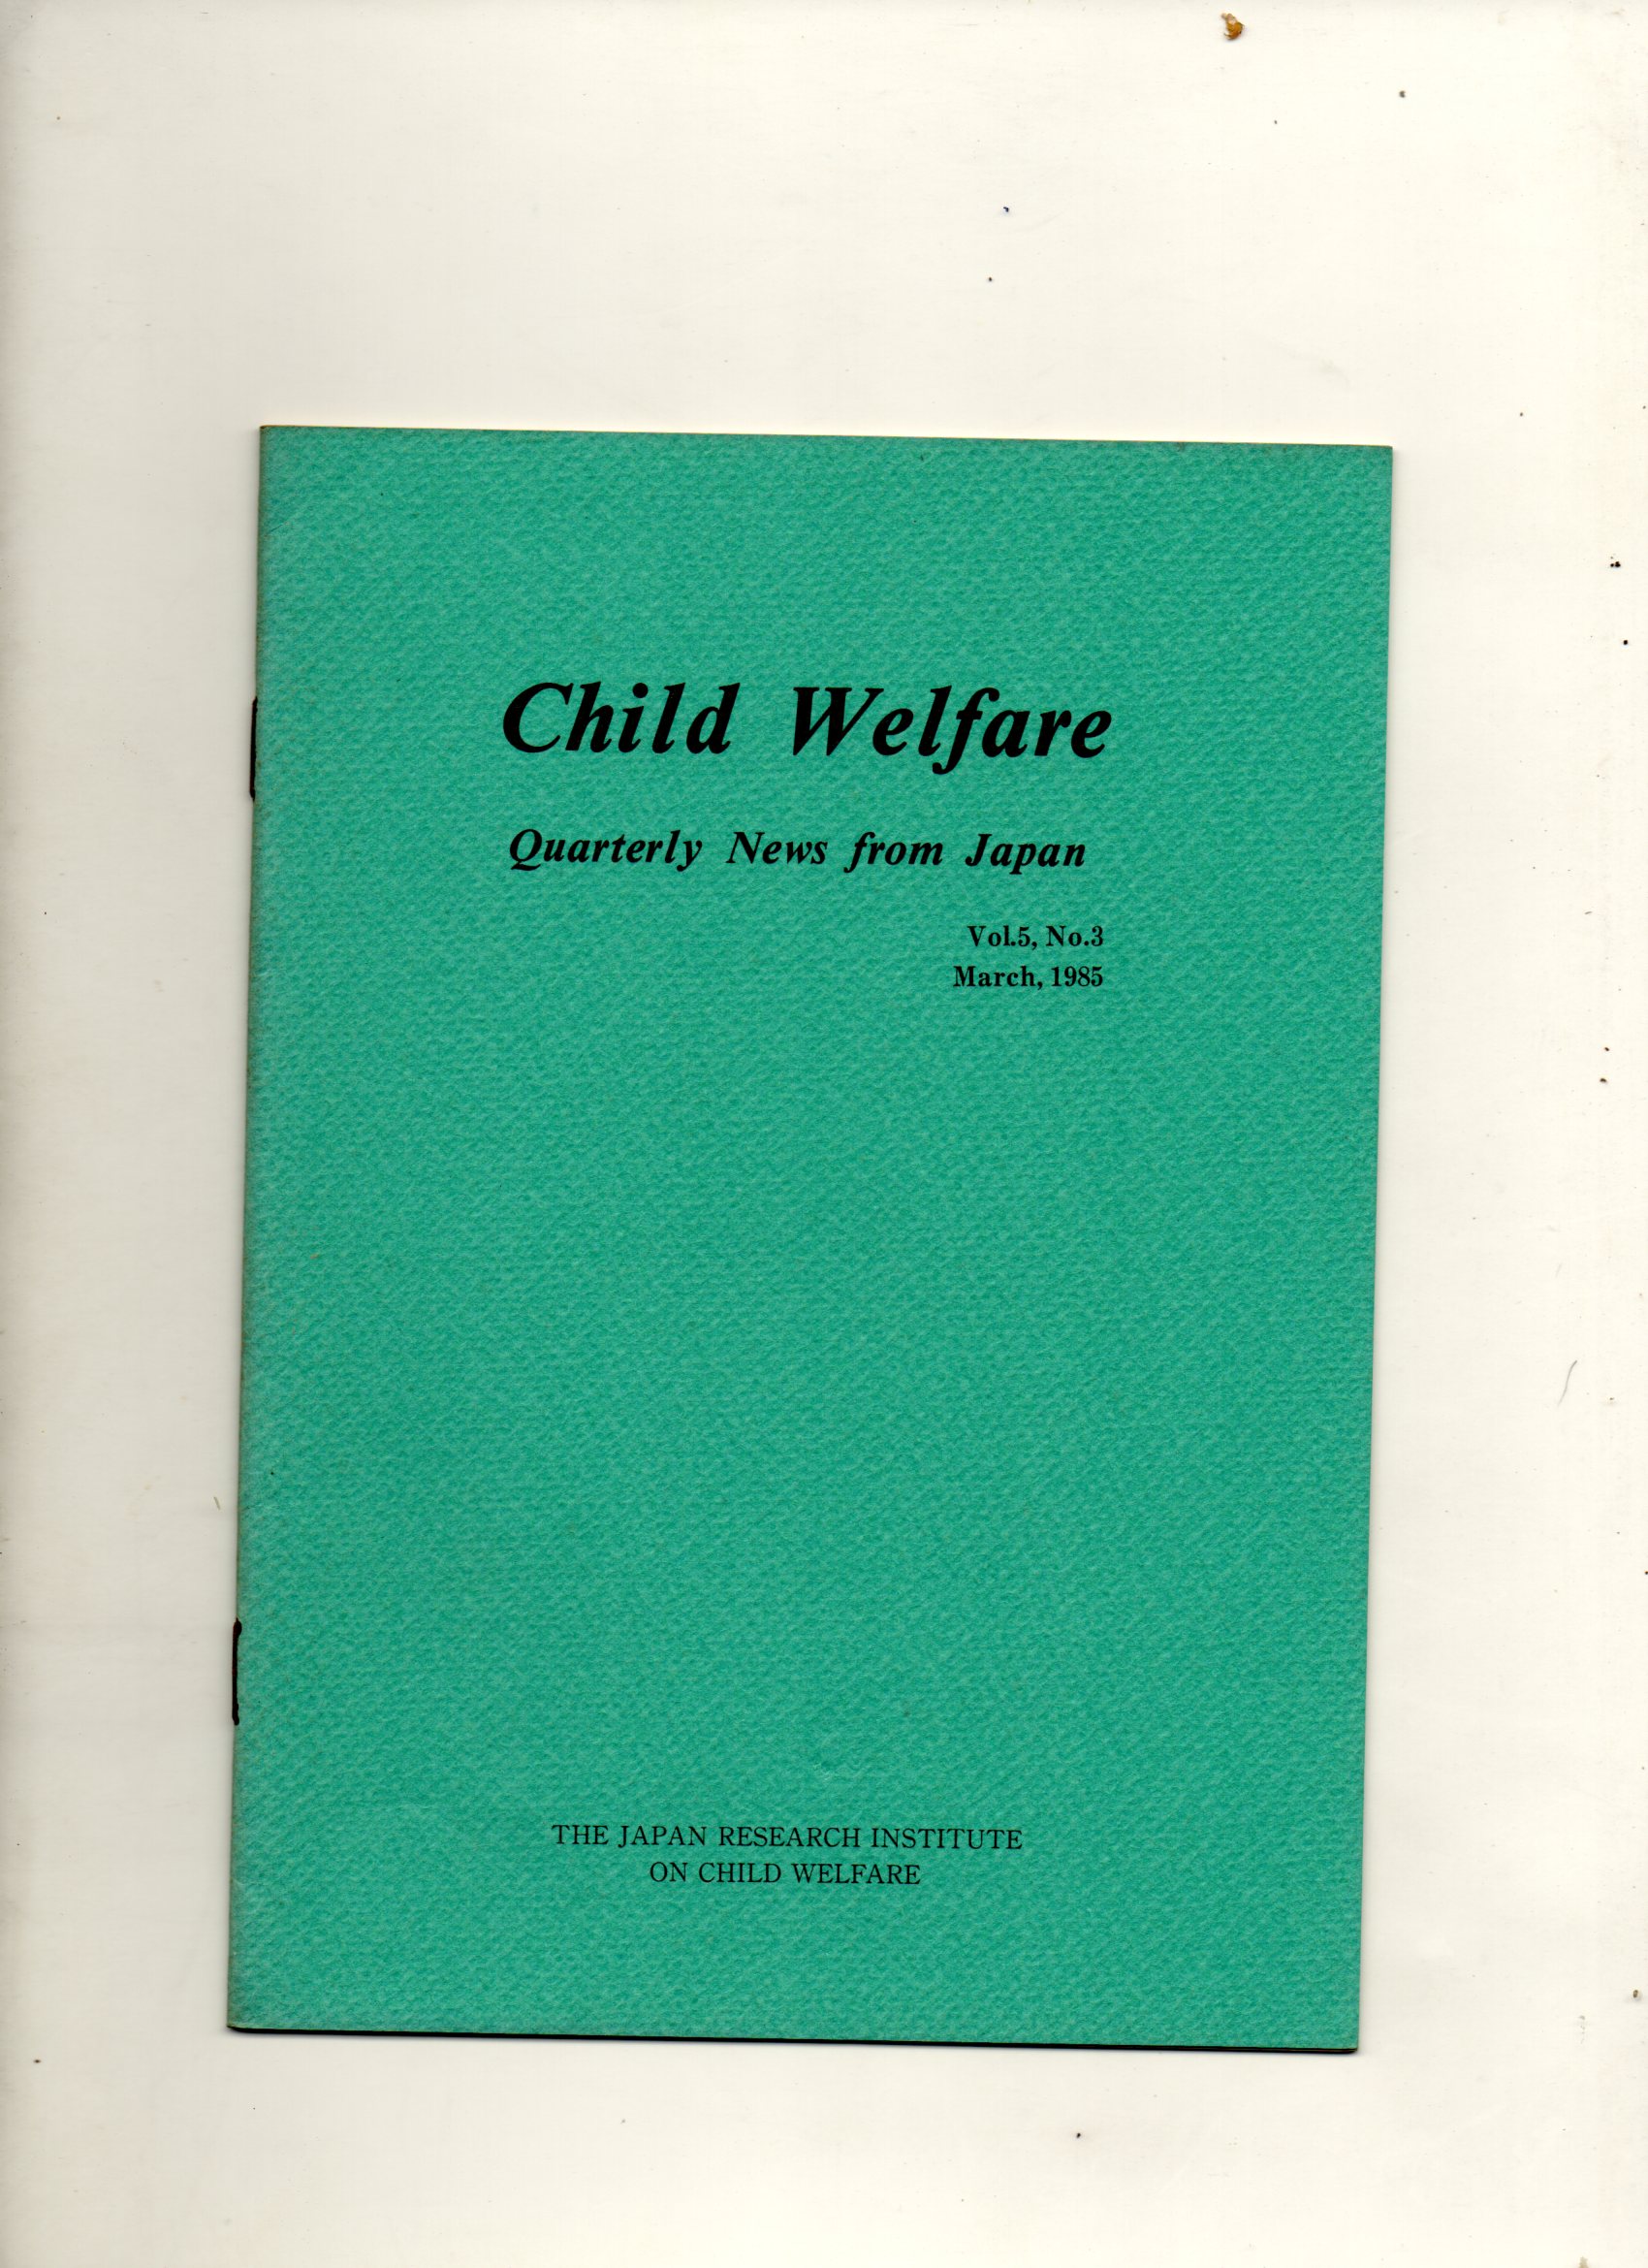 Child Welfare
Quarterly News from Japan
Vol.5, No.3
March, 1985
THE JAPAN RESEARCH INSTITUTE
ON CHILD WELFARE